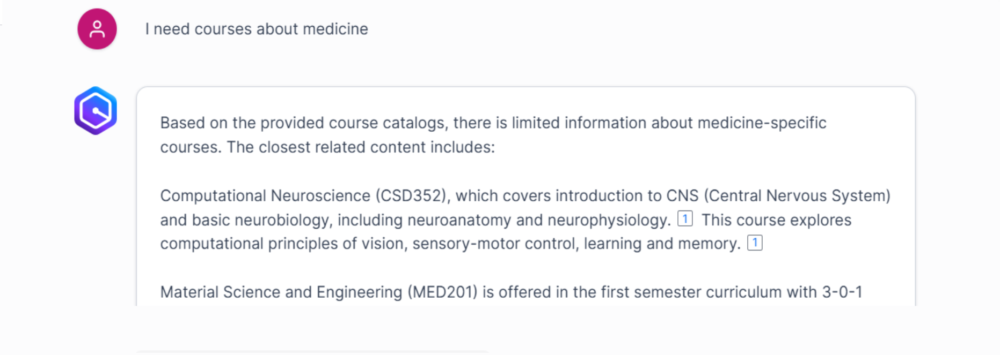 I need courses about medicine
Based on the provided course catalogs, there is limited information about medicine-specific
courses. The closest related content includes:
Computational Neuroscience (CSD352), which covers introduction to CNS (Central Nervous System)
and basic neurobiology, including neuroanatomy and neurophysiology. 1 This course explores
computational principles of vision, sensory-motor control, learning and memory. 1
Material Science and Engineering (MED201) is offered in the first semester curriculum with 3-0-1